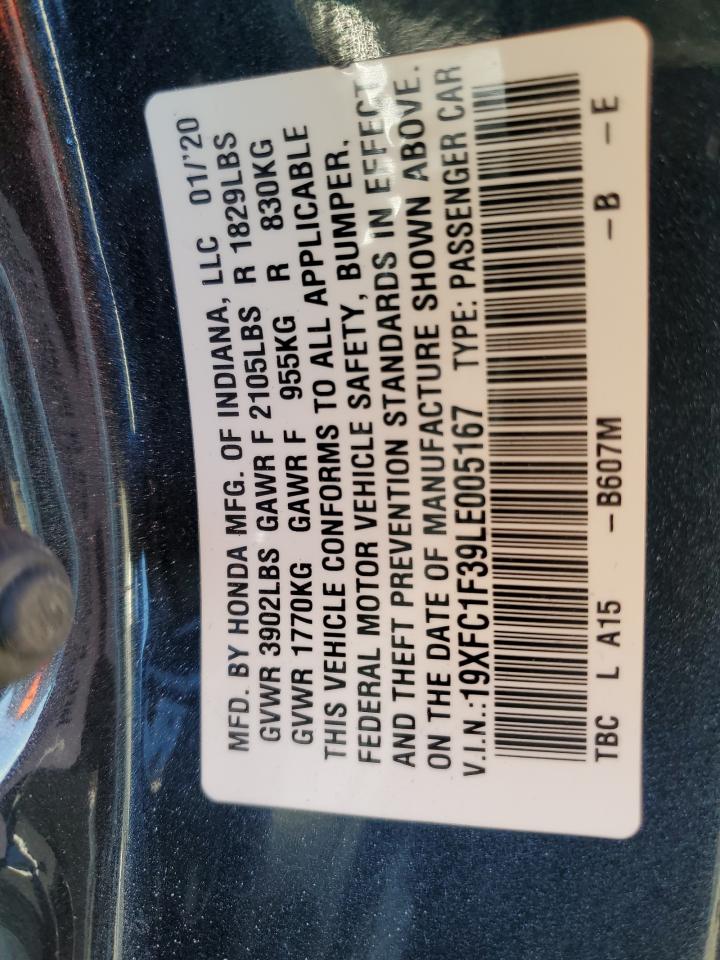 MFD. BY HONDA MFG. OF INDIANA, LLC 01/'20
GVWR 3902LBS GAWR F 2105LBS R 1829LBS
GVWR 1770KG GAWR F 955KG R 830KG
THIS VEHICLE CONFORMS TO ALL APPLICABLE
FEDERAL MOTOR VEHICLE SAFETY, BUMPER,
AND THEFT PREVENTION STANDARDS IN EFFECT
ON THE DATE OF MANUFACTURE SHOWN ABOVE.
V.I.N.:19XFC1F39LE005167 TYPE: PASSENGER CAR
TBC L A15 –B607M –B –E